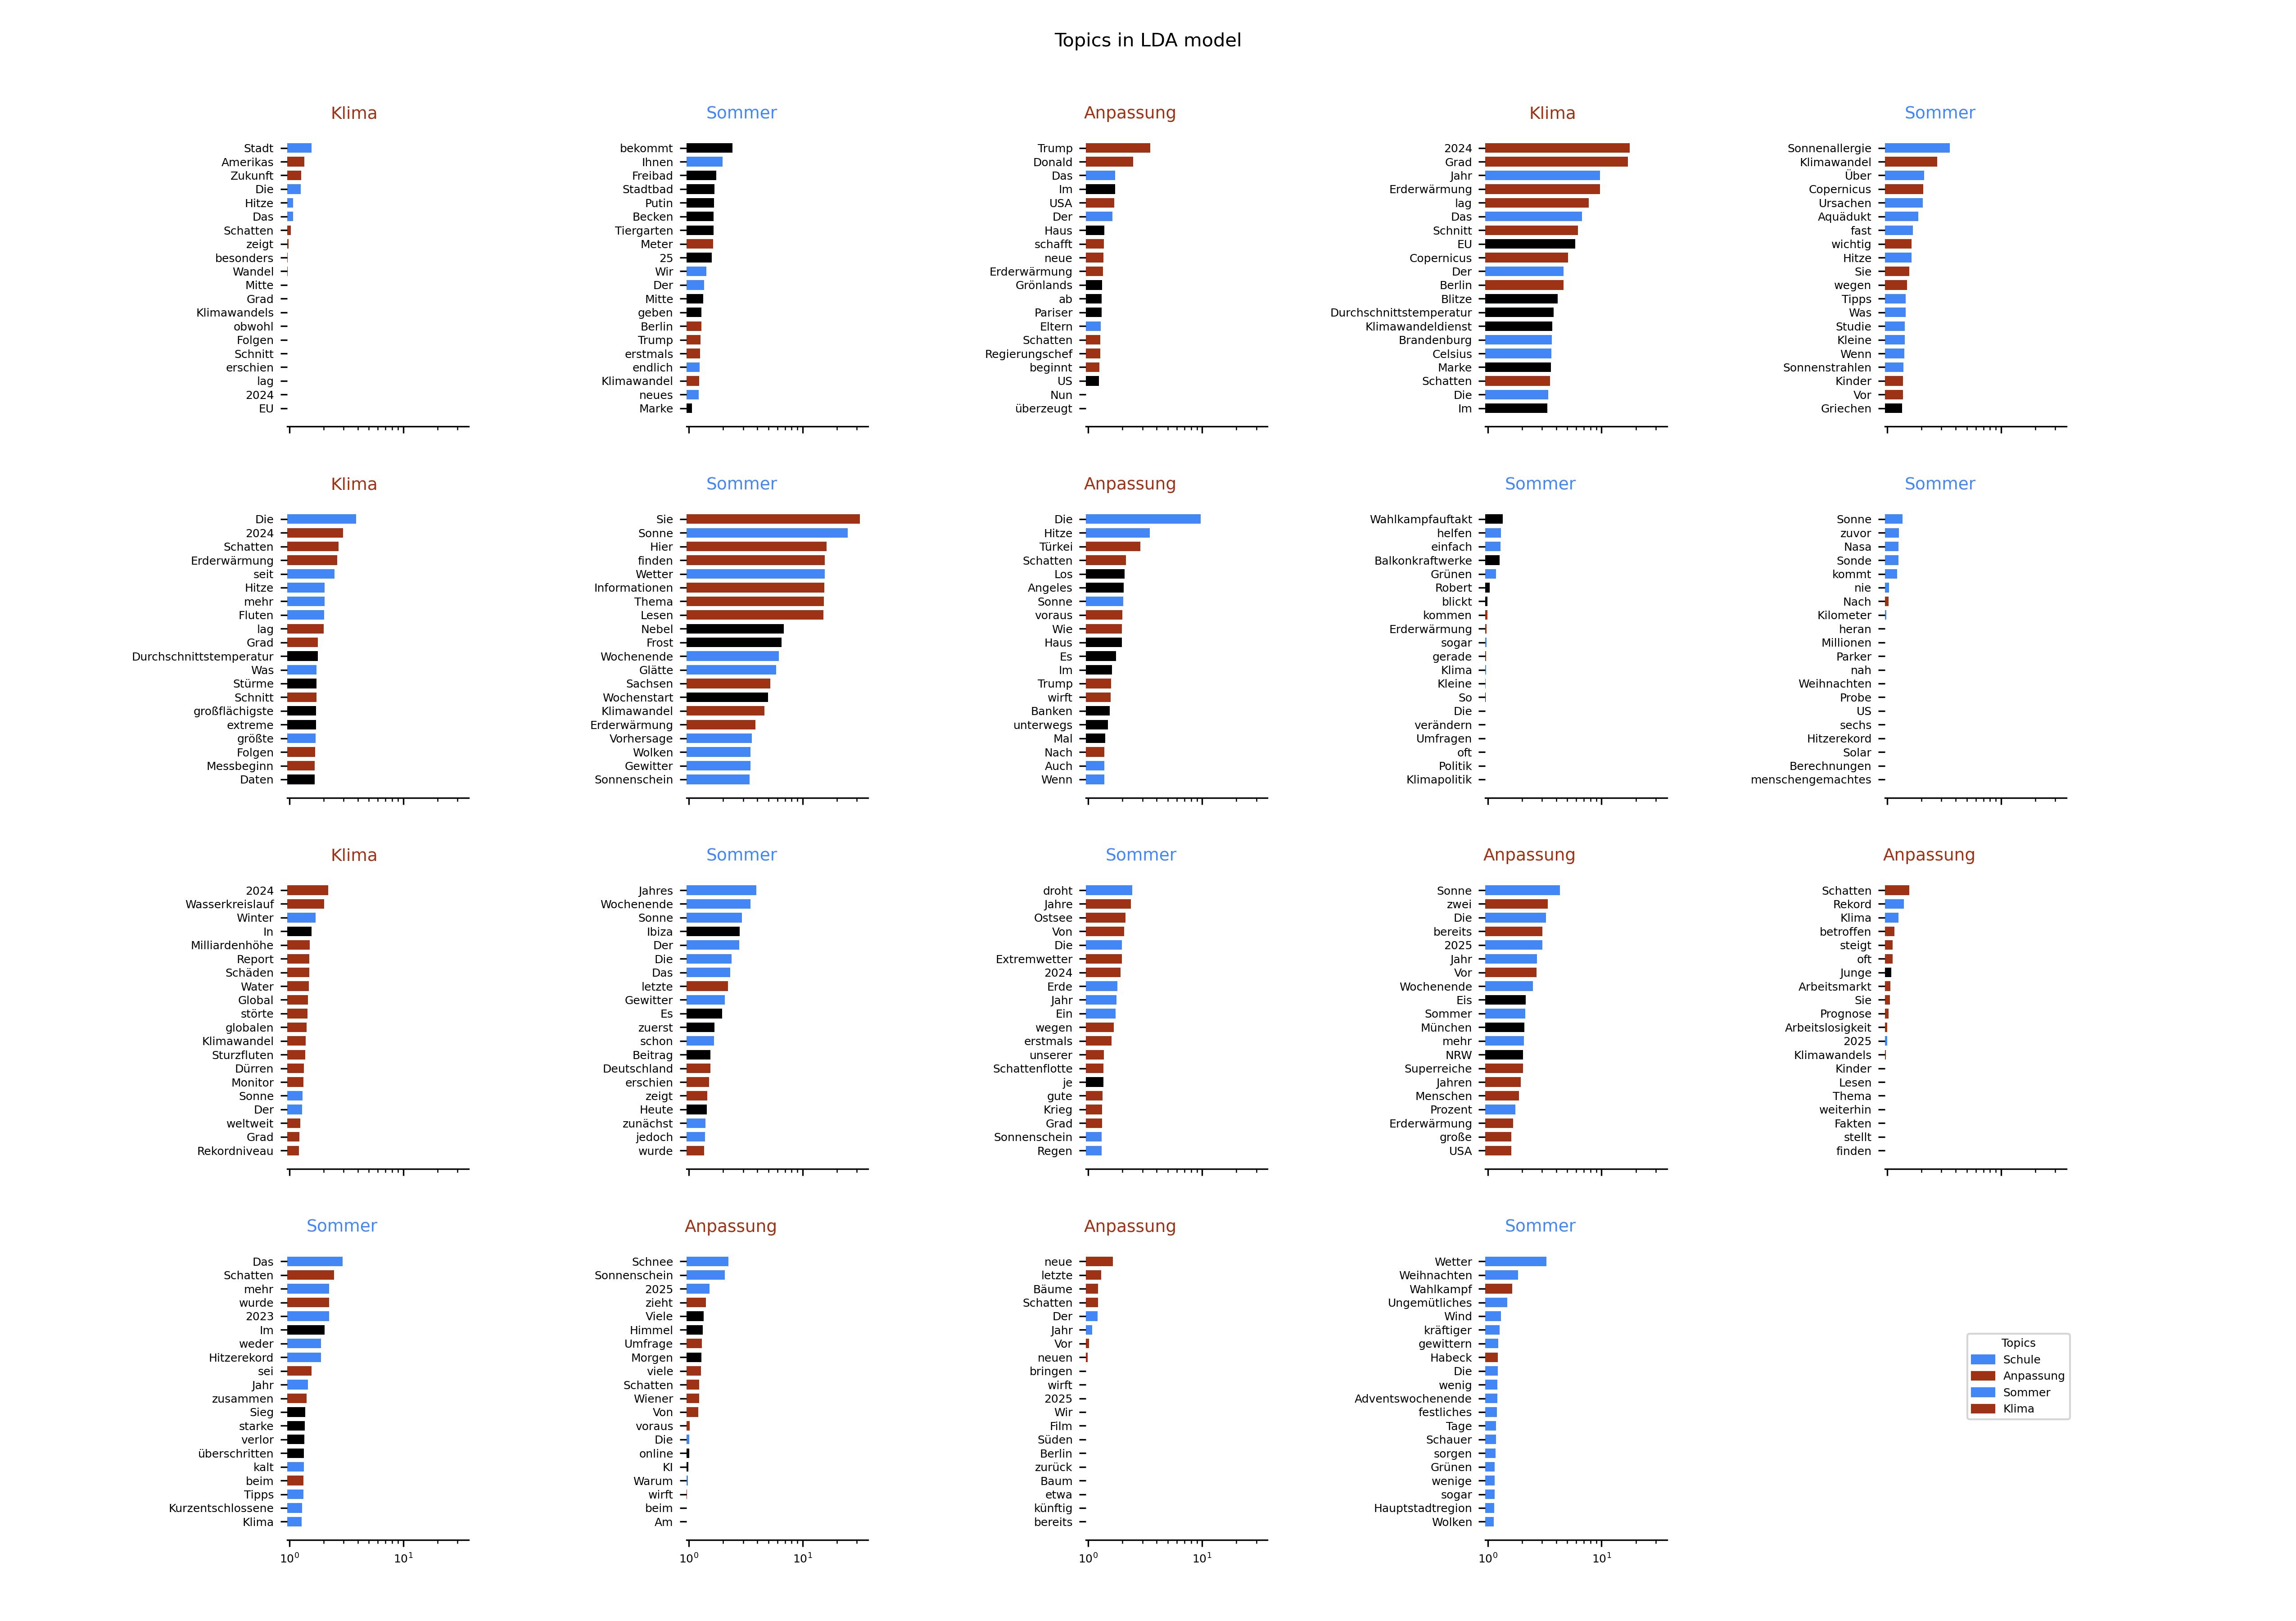 Topics in LDA model
Klima
Stadt
Amerikas
Zukunft
Die
Hitze
Das
Schatten
zeigt
besonders
Wandel
Mitte
Grad
Klimawandels
obwohl
Folgen
Schnitt
erschien
lag
2024
EU
Sommer
bekommt
Ihnen
Freibad
Stadtbad
Putin
Becken
Tiergarten
Meter
25
Wir
Der
Mitte
geben
Berlin
Trump
erstmals
endlich
Klimawandel
neues
Marke
Anpassung
Trump
Donald
Das
Im
USA
Der
Haus
schafft
neue
Erderwärmung
Grönlands
ab
Pariser
Eltern
Schatten
Regierungschef
beginnt
US
Nun
überzeugt
Klima
2024
Grad
Jahr
Erderwärmung
lag
Das
Schnitt
EU
Copernicus
Der
Berlin
Blitze
Durchschnittstemperatur
Klimawandeldienst
Brandenburg
Celsius
Marke
Schatten
Die
Im
Sommer
Sonnenallergie
Klimawandel
Über
Copernicus
Ursachen
Aquädukt
fast
wichtig
Hitze
Sie
wegen
Tipps
Was
Studie
Kleine
Wenn
Sonnenstrahlen
Kinder
Vor
Griechen
Klima
Die
2024
Schatten
Erderwärmung
seit
Hitze
mehr
Fluten
lag
Grad
Durchschnittstemperatur
Was
Stürme
Schnitt
großflächigste
extreme
größte
Folgen
Messbeginn
Daten
Sommer
Sie
Sonne
Hier
finden
Wetter
Informationen
Thema
Lesen
Nebel
Frost
Wochenende
Glätte
Sachsen
Wochenstart
Klimawandel
Erderwärmung
Vorhersage
Wolken
Gewitter
Sonnenschein
Anpassung
Die
Hitze
Türkei
Schatten
Los
Angeles
Sonne
voraus
Wie
Haus
Es
Im
Trump
wirft
Banken
unterwegs
Mal
Nach
Auch
Wenn
Sommer
Wahlkampfauftakt
helfen
einfach
Balkonkraftwerke
Grünen
Robert
blickt
kommen
Erderwärmung
sogar
gerade
Klima
Kleine
So
Die
verändern
Umfragen
oft
Politik
Klimapolitik
Sommer
Sonne
zuvor
Nasa
Sonde
kommt
nie
Nach
Kilometer
heran
Millionen
Parker
nah
Weihnachten
Probe
US
sechs
Hitzerekord
Solar
Berechnungen
menschengemachtes
Klima
2024
Wasserkreislauf
Winter
In
Milliardenhöhe
Report
Schäden
Water
Global
störte
globalen
Klimawandel
Sturzfluten
Dürren
Monitor
Sonne
Der
weltweit
Grad
Rekordniveau
Sommer
Jahres
Wochenende
Sonne
Ibiza
Der
Die
Das
letzte
Gewitter
Es
zuerst
schon
Beitrag
Deutschland
erschien
zeigt
Heute
zunächst
jedoch
wurde
Sommer
droht
Jahre
Ostsee
Von
Die
Extremwetter
2024
Erde
Jahr
Ein
wegen
erstmals
unserer
Schattenflotte
je
gute
Krieg
Grad
Sonnenschein
Regen
Anpassung
Sonne
zwei
Die
bereits
2025
Jahr
Vor
Wochenende
Eis
Sommer
München
mehr
NRW
Superreiche
Jahren
Menschen
Prozent
Erderwärmung
große
USA
Anpassung
Schatten
Rekord
Klima
betroffen
steigt
oft
Junge
Arbeitsmarkt
Sie
Prognose
Arbeitslosigkeit
2025
Klimawandels
Kinder
Lesen
Thema
weiterhin
Fakten
stellt
finden
Sommer
Das
Schatten
mehr
wurde
2023
Im
weder
Hitzerekord
sei
Jahr
zusammen
Sieg
starke
verlor
überschritten
kalt
beim
Tipps
Kurzentschlossene
Klima
10⁰ 10¹
Anpassung
Schnee
Sonnenschein
2025
zieht
Viele
Himmel
Umfrage
Morgen
viele
Schatten
Wiener
Von
voraus
Die
online
KI
Warum
wirft
beim
Am
10⁰ 10¹
Anpassung
neue
letzte
Bäume
Schatten
Der
Jahr
Vor
neuen
bringen
wirft
2025
Wir
Film
Süden
Berlin
zurück
Baum
etwa
künftig
bereits
10⁰ 10¹
Sommer
Wetter
Weihnachten
Wahlkampf
Ungemütliches
Wind
kräftiger
gewittern
Habeck
Die
wenig
Adventswochenende
festliches
Tage
Schauer
sorgen
Grünen
wenige
sogar
Hauptstadtregion
Wolken
10⁰ 10¹
Topics
Schule
Anpassung
Sommer
Klima